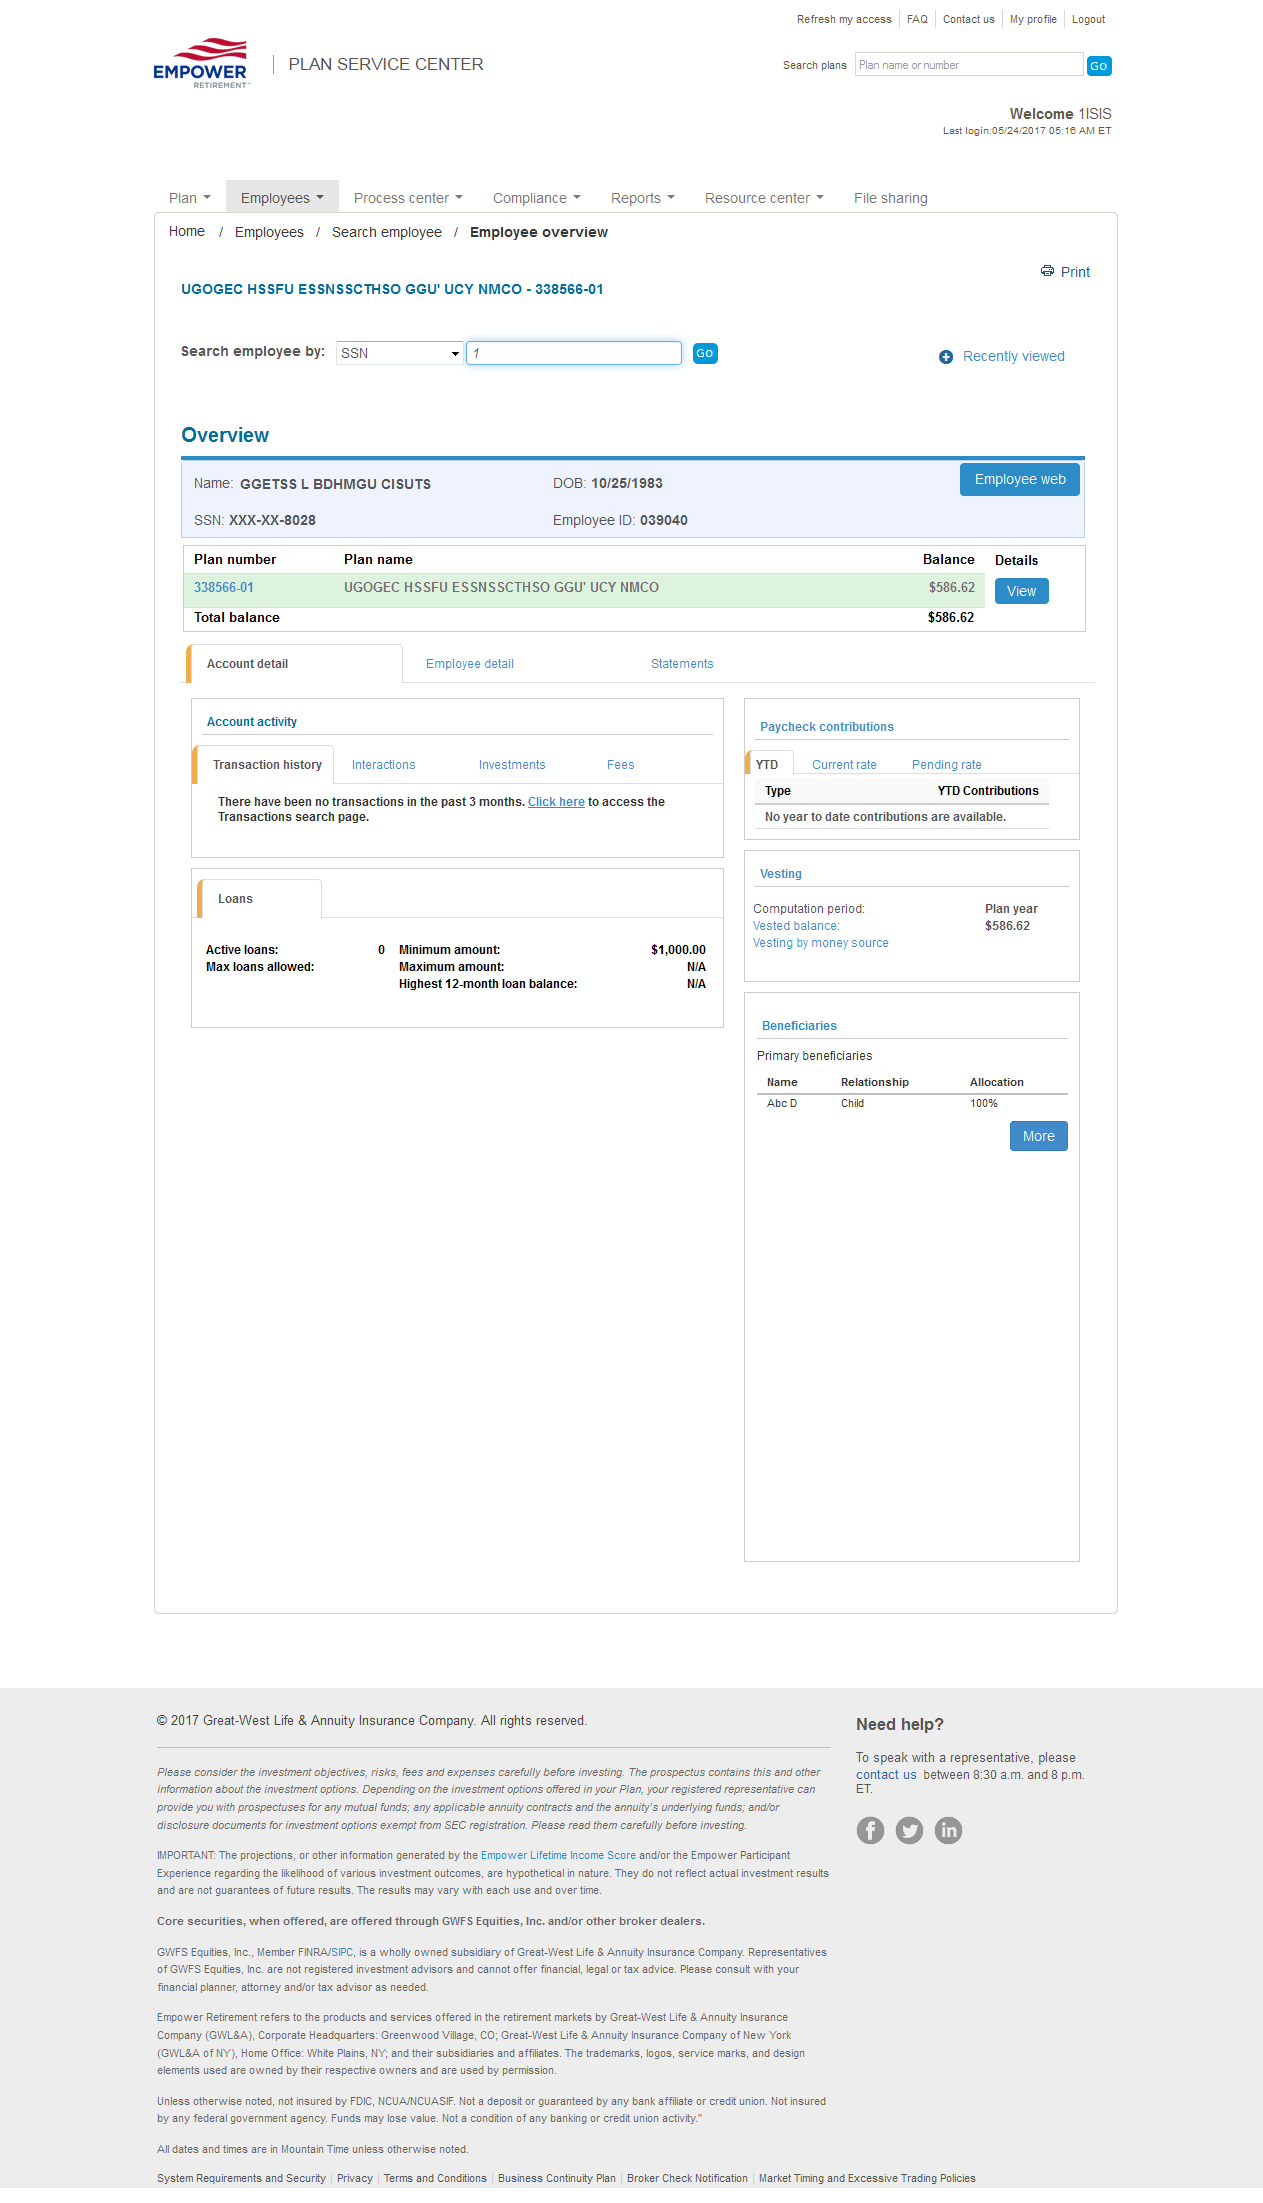 Refresh my access | FAQ | Contact us | My profile | Logout
EMPOWER RETIREMENT™ | PLAN SERVICE CENTER
Search plans Plan name or number Go
Welcome 1ISIS
Last login:05/24/2017 05:16 AM ET
Plan Employees Process center Compliance Reports Resource center File sharing
Home / Employees / Search employee / Employee overview
Print
UGOGEC HSSFU ESSNSSCTHSO GGU' UCY NMCO - 338566-01
Search employee by: SSN 1 Go
Recently viewed
Overview
Name: GGETSS L BDHMGU CISUTS DOB: 10/25/1983 Employee web
SSN: XXX-XX-8028 Employee ID: 039040
Plan number Plan name Balance Details
338566-01 UGOGEC HSSFU ESSNSSCTHSO GGU' UCY NMCO $586.62 View
Total balance $586.62
Account detail Employee detail Statements
Account activity
Transaction history Interactions Investments Fees
There have been no transactions in the past 3 months. Click here to access the
Transactions search page.
Loans
Active loans: 0 Minimum amount: $1,000.00
Max loans allowed: Maximum amount: N/A
Highest 12-month loan balance: N/A
Paycheck contributions
YTD Current rate Pending rate
Type YTD Contributions
No year to date contributions are available.
Vesting
Computation period: Plan year
Vested balance: $586.62
Vesting by money source
Beneficiaries
Primary beneficiaries
Name Relationship Allocation
Abc D Child 100%
More
© 2017 Great-West Life & Annuity Insurance Company. All rights reserved.
Please consider the investment objectives, risks, fees and expenses carefully before investing. The prospectus contains this and other
information about the investment options. Depending on the investment options offered in your Plan, your registered representative can
provide you with prospectuses for any mutual funds; any applicable annuity contracts and the annuity's underlying funds; and/or
disclosure documents for investment options exempt from SEC registration. Please read them carefully before investing.
IMPORTANT: The projections, or other information generated by the Empower Lifetime Income Score and/or the Empower Participant
Experience regarding the likelihood of various investment outcomes, are hypothetical in nature. They do not reflect actual investment results
and are not guarantees of future results. The results may vary with each use and over time.
Core securities, when offered, are offered through GWFS Equities, Inc. and/or other broker dealers.
GWFS Equities, Inc., Member FINRA/SIPC, is a wholly owned subsidiary of Great-West Life & Annuity Insurance Company. Representatives
of GWFS Equities, Inc. are not registered investment advisors and cannot offer financial, legal or tax advice. Please consult with your
financial planner, attorney and/or tax advisor as needed.
Empower Retirement refers to the products and services offered in the retirement markets by Great-West Life & Annuity Insurance
Company (GWL&A), Corporate Headquarters: Greenwood Village, CO; Great-West Life & Annuity Insurance Company of New York
(GWL&A of NY), Home Office: White Plains, NY; and their subsidiaries and affiliates. The trademarks, logos, service marks, and design
elements used are owned by their respective owners and are used by permission.
Unless otherwise noted, not insured by FDIC, NCUA/NCUASIF. Not a deposit or guaranteed by any bank affiliate or credit union. Not insured
by any federal government agency. Funds may lose value. Not a condition of any banking or credit union activity."
All dates and times are in Mountain Time unless otherwise noted.
System Requirements and Security | Privacy | Terms and Conditions | Business Continuity Plan | Broker Check Notification | Market Timing and Excessive Trading Policies
Need help?
To speak with a representative, please
contact us between 8:30 a.m. and 8 p.m.
ET.